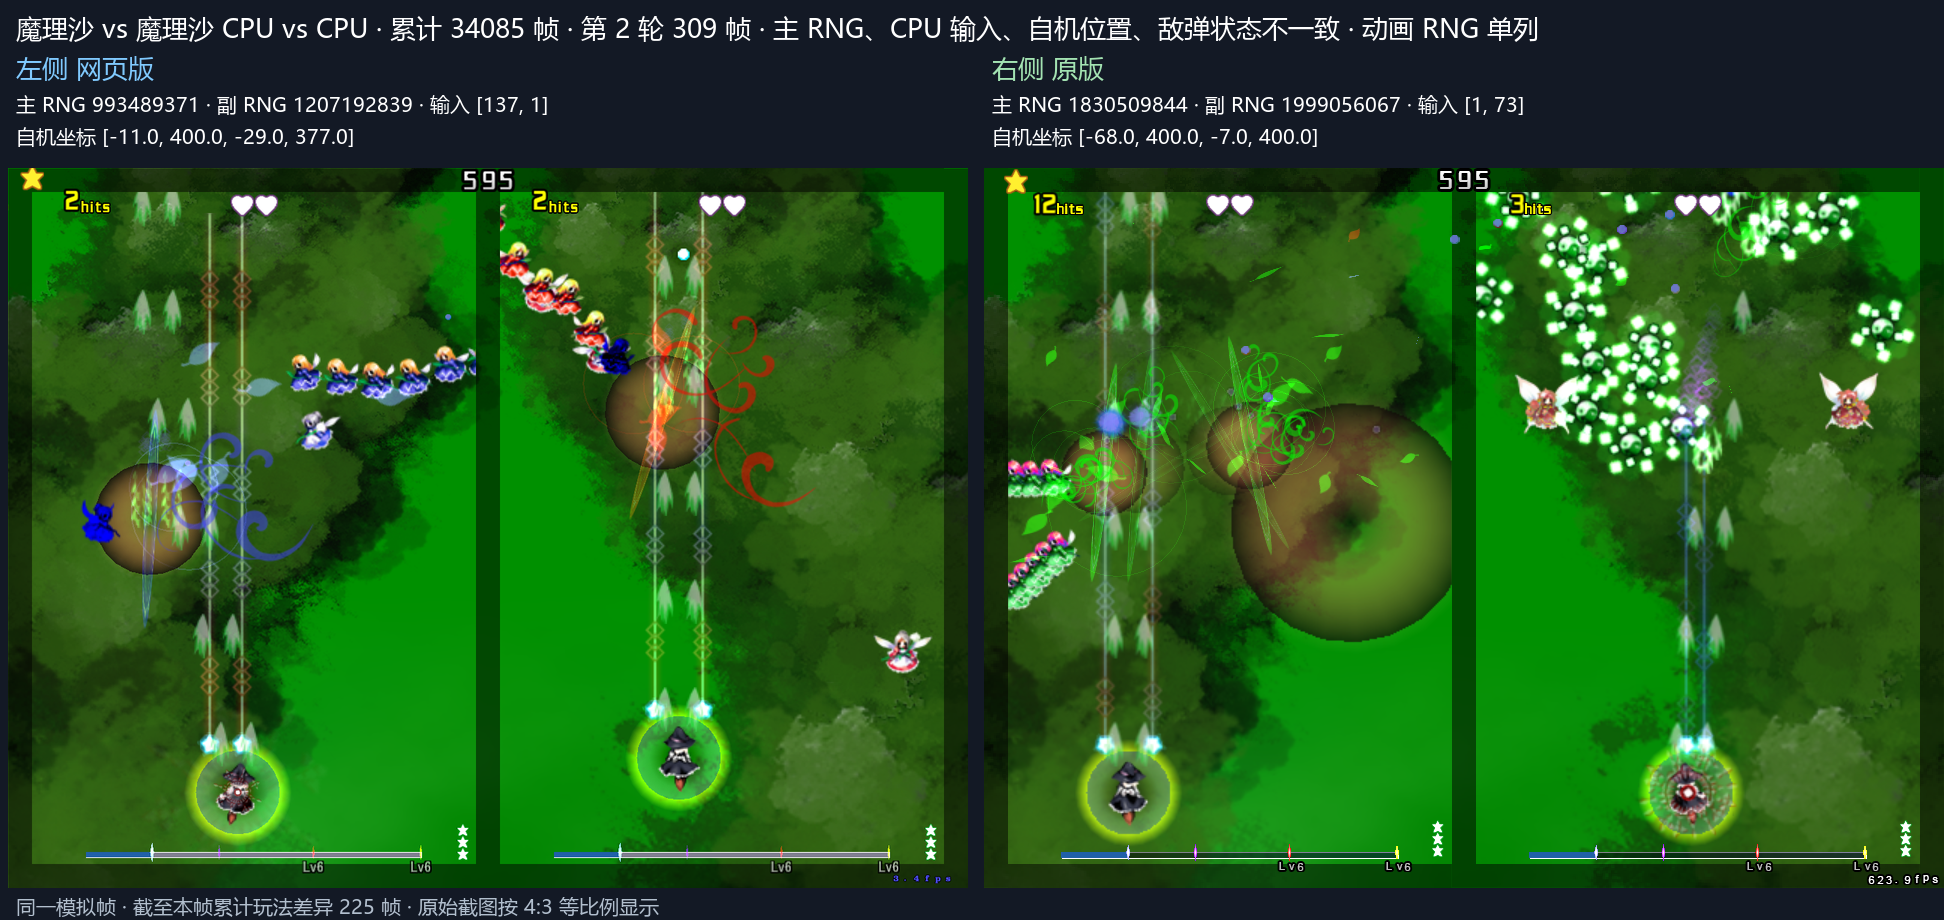 魔理沙 vs 魔理沙 CPU vs CPU · 累计 34085 帧 · 第 2 轮 309 帧 · 主 RNG、CPU 输入、自机位置、敌弹状态不一致 · 动画 RNG 单列
左侧 网页版
主 RNG 993489371 · 副 RNG 1207192839 · 输入 [137, 1]
自机坐标 [-11.0, 400.0, -29.0, 377.0]
右侧 原版
主 RNG 1830509844 · 副 RNG 1999056067 · 输入 [1, 73]
自机坐标 [-68.0, 400.0, -7.0, 400.0]
595
2hits
2hits
Lv6
Lv6
Lv6
Lv6
3.4fps
595
12hits
3hits
Lv6
Lv6
Lv6
Lv6
623.9fps
同一模拟帧 · 截至本帧累计玩法差异 225 帧 · 原始截图按 4:3 等比例显示